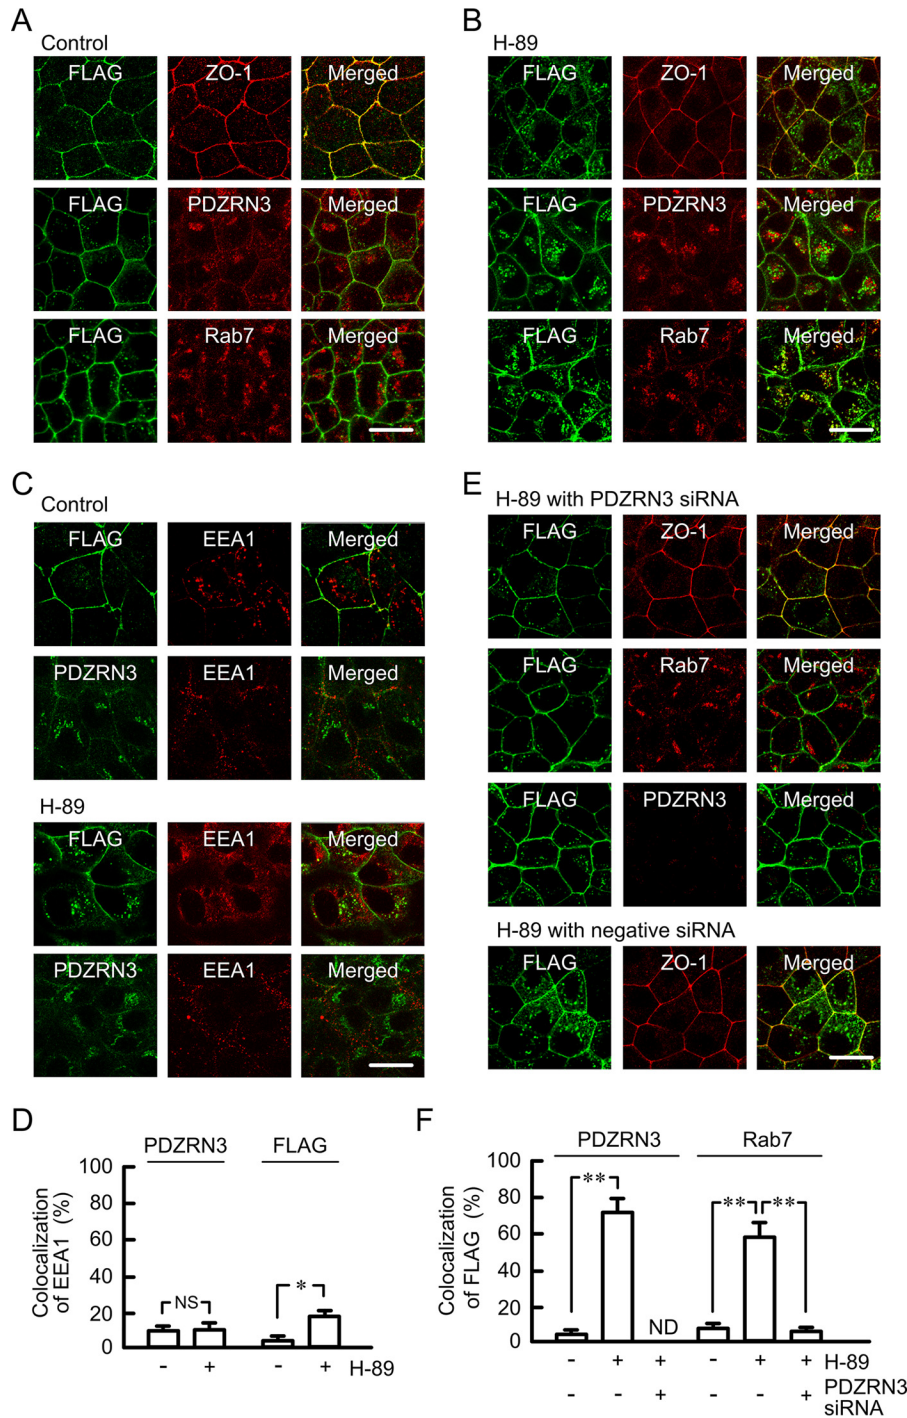 A
Control
FLAG ZO-1 Merged
FLAG PDZRN3 Merged
FLAG Rab7 Merged
B
H-89
FLAG ZO-1 Merged
FLAG PDZRN3 Merged
FLAG Rab7 Merged
C
Control
FLAG EEA1 Merged
PDZRN3 EEA1 Merged
H-89
FLAG EEA1 Merged
PDZRN3 EEA1 Merged
E
H-89 with PDZRN3 siRNA
FLAG ZO-1 Merged
FLAG Rab7 Merged
FLAG PDZRN3 Merged
H-89 with negative siRNA
FLAG ZO-1 Merged
D
PDZRN3 FLAG
Colocalization
of EEA1 (%)
100
80
60
40
20
0
NS *
- + - + H-89
F
PDZRN3 Rab7
Colocalization
of FLAG (%)
100
80
60
40
20
0
** ** **
ND
- + + - + + H-89
- - + - - + PDZRN3
siRNA